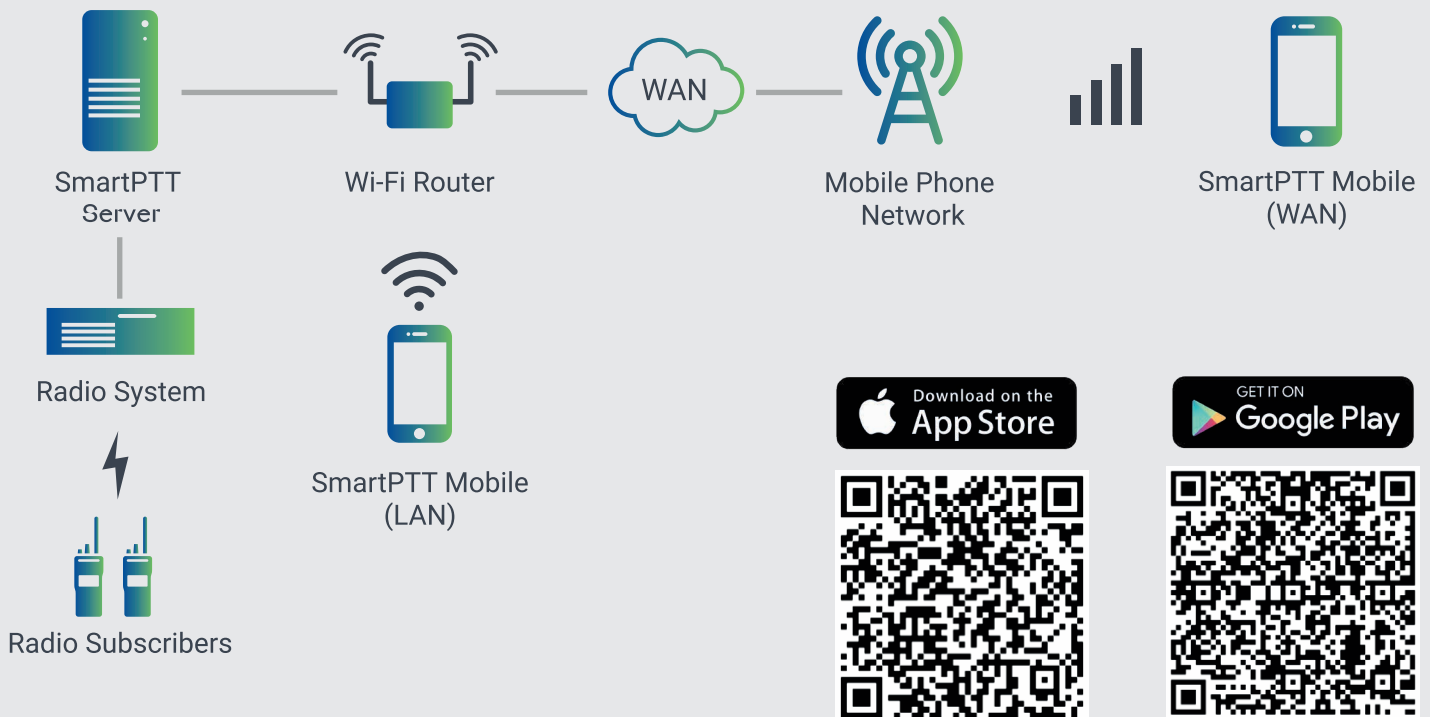 WAN
SmartPTT
Server
Wi-Fi Router
Mobile Phone
Network
SmartPTT Mobile
(WAN)
Radio System
SmartPTT Mobile
(LAN)
Radio Subscribers
Download on the
App Store
GET IT ON
Google Play